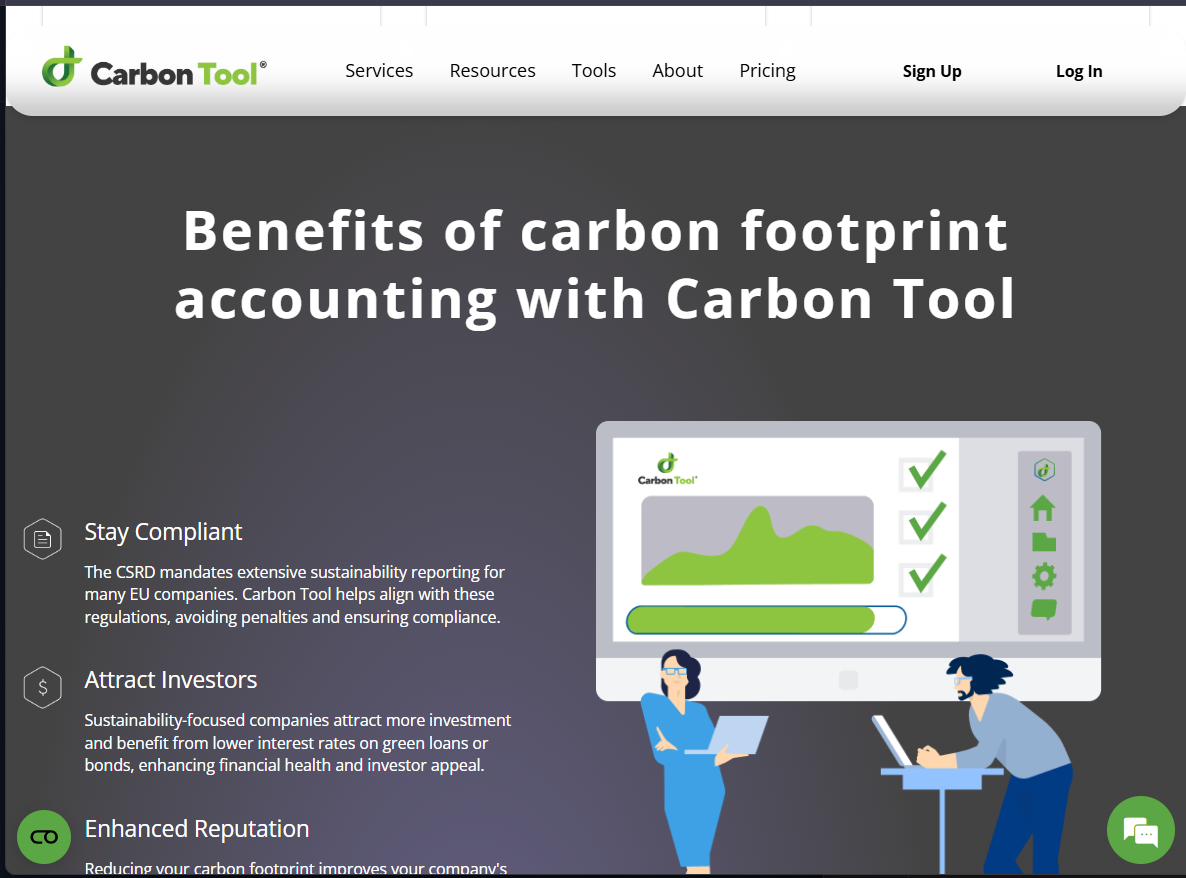 Carbon Tool®
Services
Resources
Tools
About
Pricing
Sign Up
Log In
Benefits of carbon footprint
accounting with Carbon Tool
Stay Compliant
The CSRD mandates extensive sustainability reporting for
many EU companies. Carbon Tool helps align with these
regulations, avoiding penalties and ensuring compliance.
$
Attract Investors
Sustainability-focused companies attract more investment
and benefit from lower interest rates on green loans or
bonds, enhancing financial health and investor appeal.
Enhanced Reputation
Reducing your carbon footprint improves your company's
Carbon Tool®